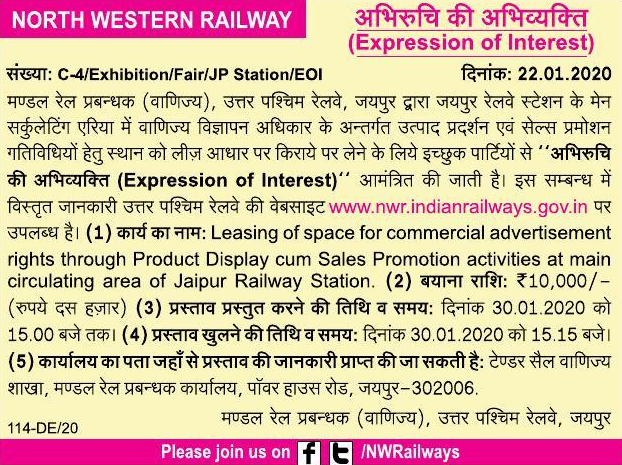 NORTH WESTERN RAILWAY
अभिरुचि की अभिव्यक्ति
(Expression of Interest)
संख्या: C-4/Exhibition/Fair/JP Station/EOI दिनांक: 22.01.2020
मण्डल रेल प्रबन्धक (वाणिज्य), उत्तर पश्चिम रेलवे, जयपुर द्वारा जयपुर रेलवे स्टेशन के मेन
सर्कुलेटिंग एरिया में वाणिज्य विज्ञापन अधिकार के अन्तर्गत उत्पाद प्रदर्शन एवं सेल्स प्रमोशन
गतिविधियों हेतु स्थान को लीज़ आधार पर किराये पर लेने के लिये इच्छुक पार्टियों से ‘‘अभिरुचि
की अभिव्यक्ति (Expression of Interest)’’ आमंत्रित की जाती है। इस सम्बन्ध में
विस्तृत जानकारी उत्तर पश्चिम रेलवे की वेबसाइट www.nwr.indianrailways.gov.in पर
उपलब्ध है। (1) कार्य का नाम: Leasing of space for commercial advertisement
rights through Product Display cum Sales Promotion activities at main
circulating area of Jaipur Railway Station. (2) बयाना राशि: ₹10,000/–
(रुपये दस हज़ार) (3) प्रस्ताव प्रस्तुत करने की तिथि व समय: दिनांक 30.01.2020 को
15.00 बजे तक। (4) प्रस्ताव खुलने की तिथि व समय: दिनांक 30.01.2020 को 15.15 बजे।
(5) कार्यालय का पता जहाँ से प्रस्ताव की जानकारी प्राप्त की जा सकती है: टेण्डर सैल वाणिज्य
शाखा, मण्डल रेल प्रबन्धक कार्यालय, पॉवर हाउस रोड, जयपुर–302006.
मण्डल रेल प्रबन्धक (वाणिज्य), उत्तर पश्चिम रेलवे, जयपुर
114-DE/20
Please join us on f t /NWRailways